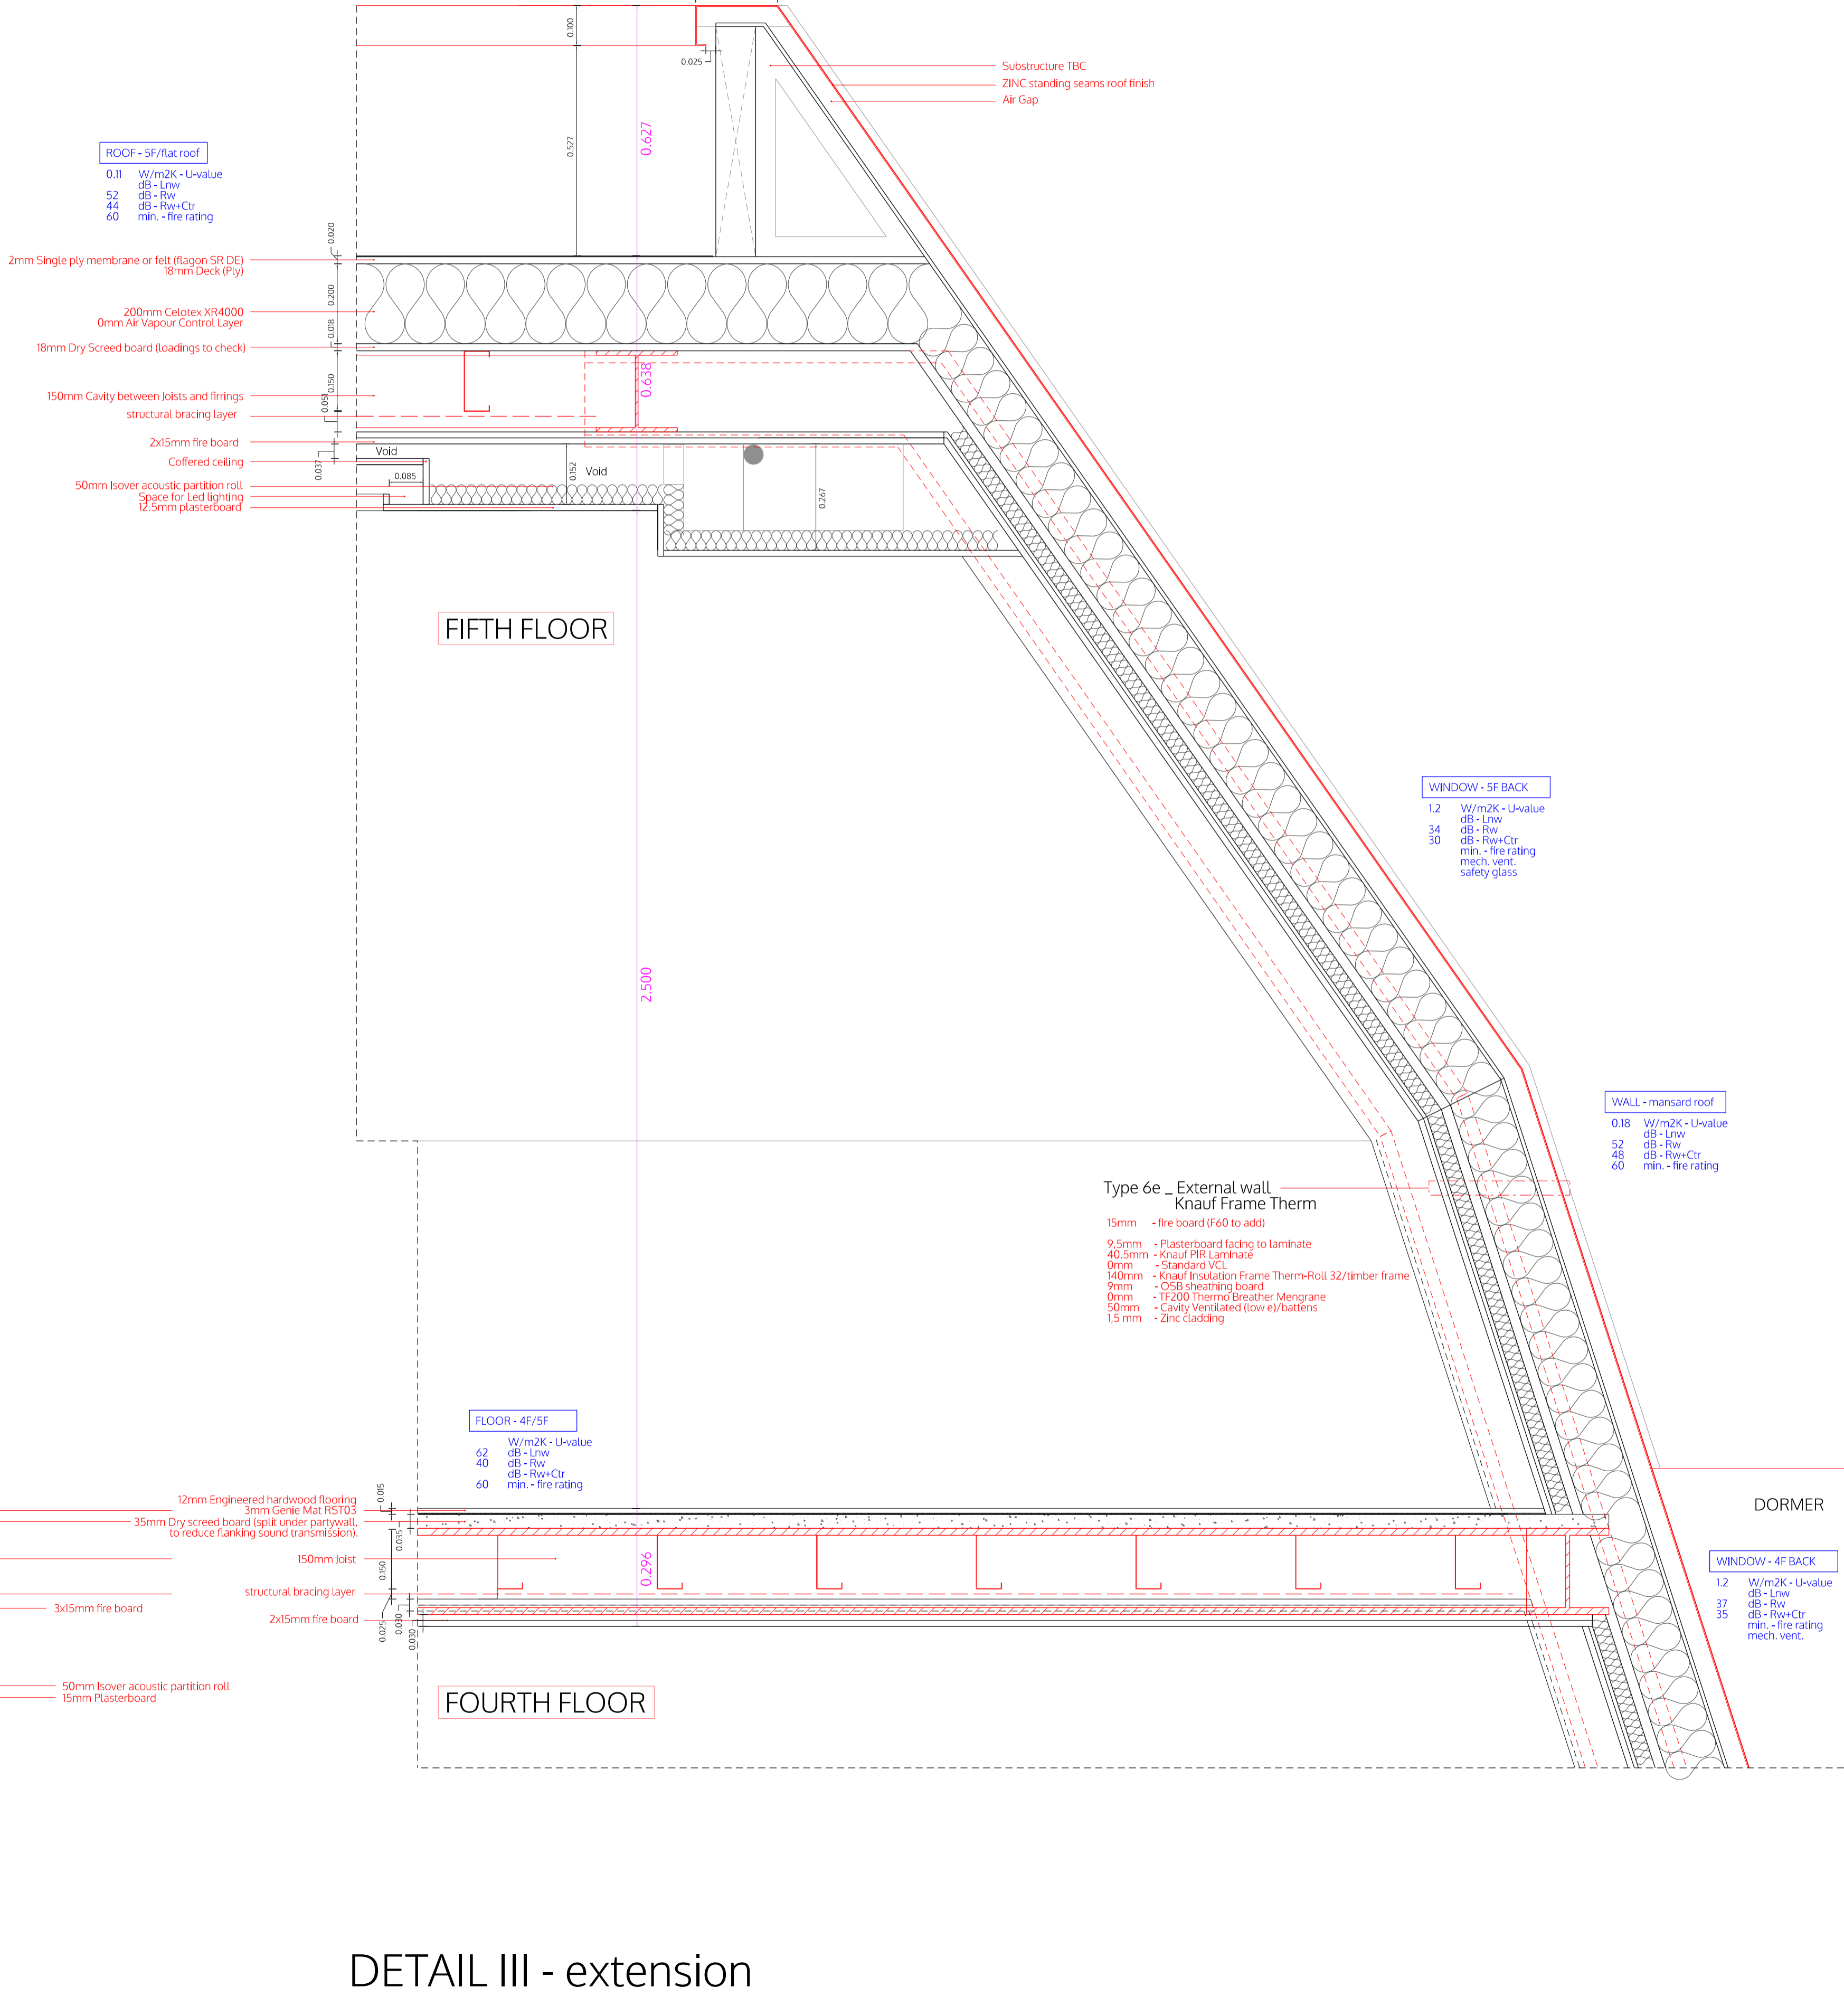 0.100
0.025
Substructure TBC
ZINC standing seams roof finish
Air Gap
0.627
0.527
ROOF - 5F/flat roof
0.11 W/m2K - U-value
dB - Lnw
52 dB - Rw
44 dB - Rw+Ctr
60 min. - fire rating
0.020
2mm Single ply membrane or felt (flagon SR DE)
18mm Deck (Ply)
0.200
200mm Celotex XR4000
0mm Air Vapour Control Layer
0.018
18mm Dry Screed board (loadings to check)
0.638
0.150
150mm Cavity between Joists and firrings
0.051
structural bracing layer
2x15mm fire board
Void
Coffered ceiling
0.037
0.085
0.152
Void
0.267
50mm Isover acoustic partition roll
Space for Led lighting
12.5mm plasterboard
FIFTH FLOOR
WINDOW - 5F BACK
1.2 W/m2K - U-value
dB - Lnw
34 dB - Rw
30 dB - Rw+Ctr
min. - fire rating
mech. vent.
safety glass
2.500
WALL - mansard roof
0.18 W/m2K - U-value
dB - Lnw
52 dB - Rw
48 dB - Rw+Ctr
60 min. - fire rating
Type 6e _ External wall
Knauf Frame Therm
15mm - fire board (F60 to add)
9,5mm - Plasterboard facing to laminate
40,5mm - Knauf PIR Laminate
0mm - Standard VCL
140mm - Knauf Insulation Frame Therm-Roll 32/timber frame
9mm - OSB sheathing board
0mm - TF200 Thermo Breather Mengrane
50mm - Cavity Ventilated (low e)/battens
1,5 mm - Zinc cladding
FLOOR - 4F/5F
W/m2K - U-value
62 dB - Lnw
40 dB - Rw
dB - Rw+Ctr
60 min. - fire rating
0.015
12mm Engineered hardwood flooring
3mm Genie Mat RST03
35mm Dry screed board (split under partywall,
to reduce flanking sound transmission).
0.035
DORMER
150mm Joist
0.150
0.296
structural bracing layer
3x15mm fire board
2x15mm fire board
0.025
0.030
0.030
WINDOW - 4F BACK
1.2 W/m2K - U-value
dB - Lnw
37 dB - Rw
35 dB - Rw+Ctr
min. - fire rating
mech. vent.
50mm Isover acoustic partition roll
15mm Plasterboard
FOURTH FLOOR
DETAIL III - extension